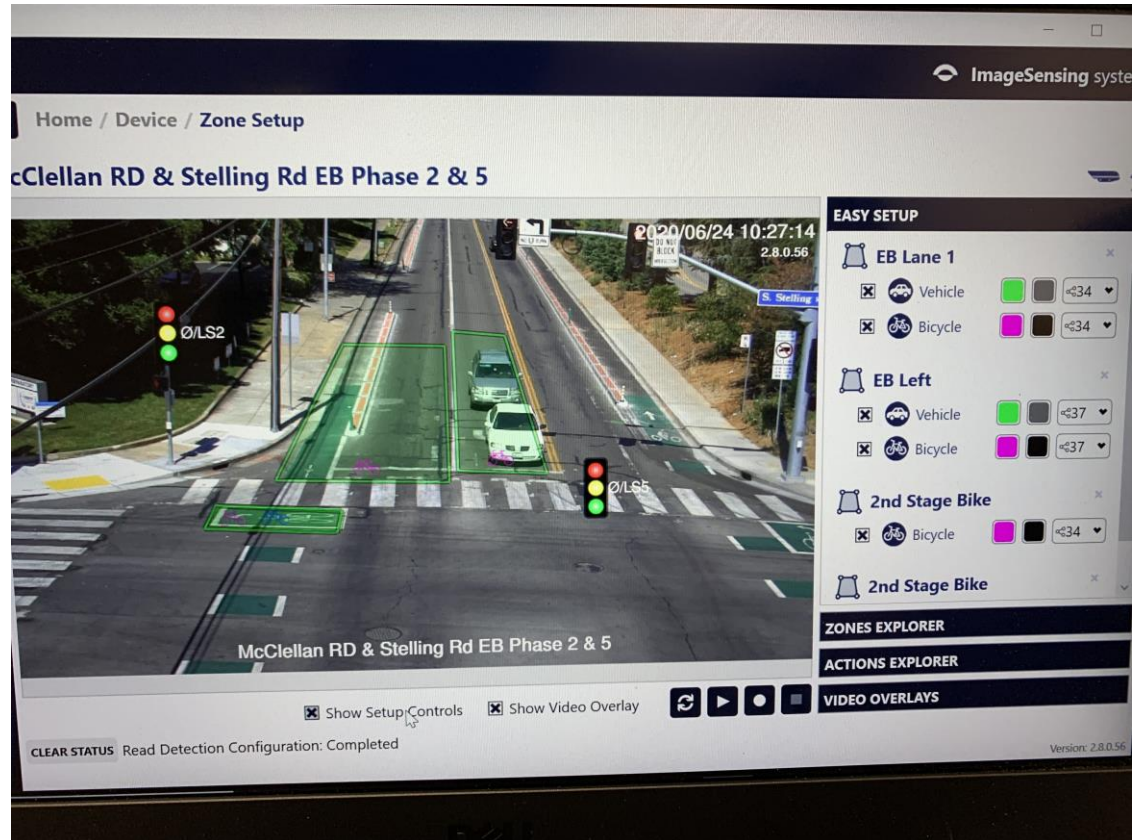 ImageSensing syste
Home / Device / Zone Setup
cClellan RD & Stelling Rd EB Phase 2 & 5
2020/06/24 10:27:14
2.8.0.56
DO NOT
BLOCK
S. Stelling
Ø/LS2
Ø/LS5
McClellan RD & Stelling Rd EB Phase 2 & 5
EASY SETUP
EB Lane 1
Vehicle 34
Bicycle 34
EB Left
Vehicle 37
Bicycle 37
2nd Stage Bike
Bicycle 34
2nd Stage Bike
ZONES EXPLORER
ACTIONS EXPLORER
VIDEO OVERLAYS
Show Setup Controls Show Video Overlay
CLEAR STATUS Read Detection Configuration: Completed
Version: 2.8.0.56